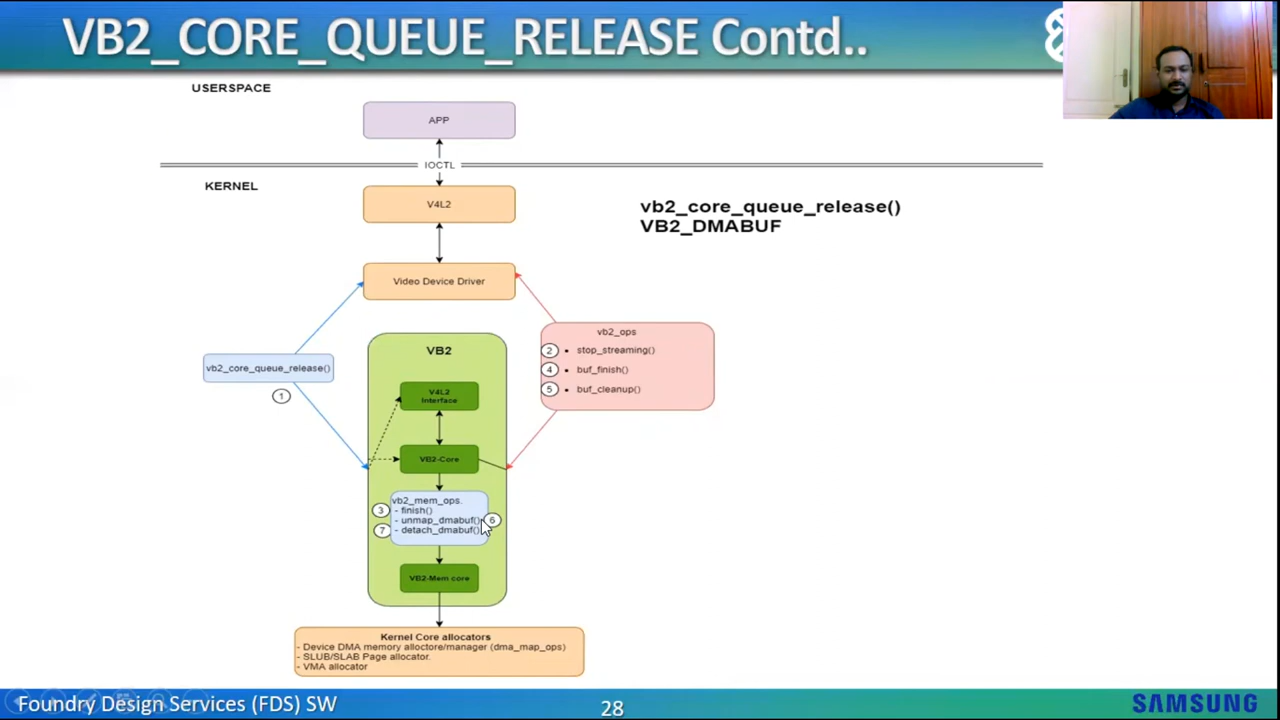 VB2_CORE_QUEUE_RELEASE Contd..
USERSPACE
APP
IOCTL
KERNEL
V4L2
vb2_core_queue_release()
VB2_DMABUF
Video Device Driver
vb2_ops
2 • stop_streaming()
4 • buf_finish()
5 • buf_cleanup()
vb2_core_queue_release()
1
VB2
V4L2
Interface
VB2-Core
vb2_mem_ops.
3 - finish()
- unmap_dmabuf() 6
7 - detach_dmabuf()
VB2-Mem core
Kernel Core allocators
- Device DMA memory alloctore/manager (dma_map_ops)
- SLUB/SLAB Page allocator.
- VMA allocator
Foundry Design Services (FDS) SW
28
SAMSUNG